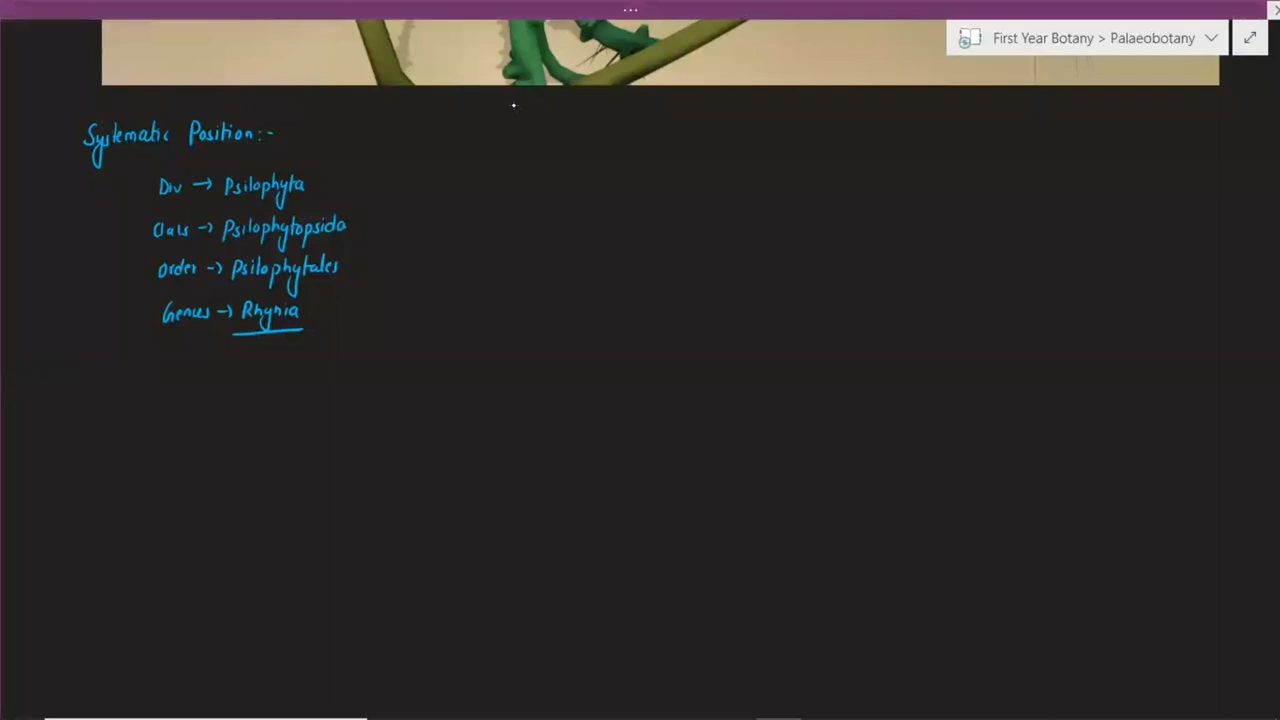 ...
First Year Botany > Palaeobotany
Systematic Position:-
Div → Psilophyta
Class → Psilophytopsida
Order → Psilophytales
Genus → Rhynia